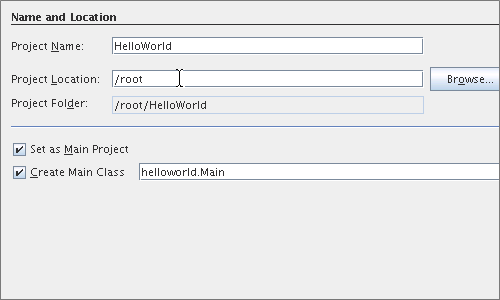 Name and Location
Project Name: HelloWorld
Project Location: /root Browse...
Project Folder: /root/HelloWorld
Set as Main Project
Create Main Class helloworld.Main